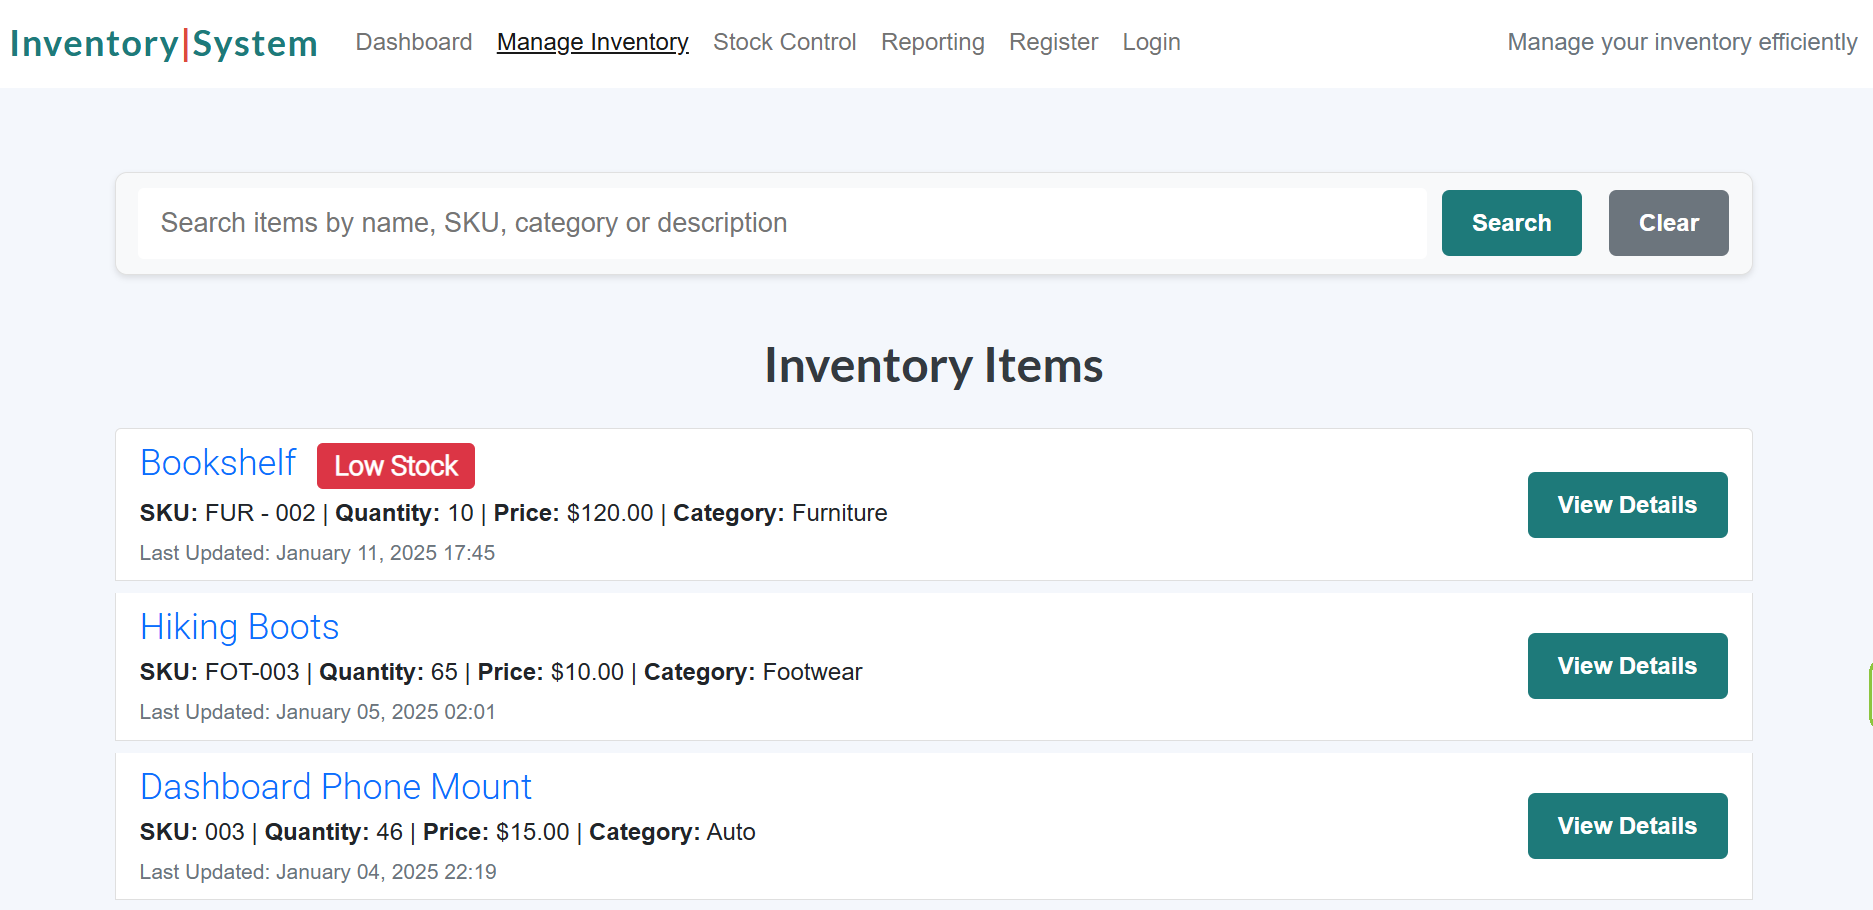 Inventory|System Dashboard Manage Inventory Stock Control Reporting Register Login Manage your inventory efficiently
Search items by name, SKU, category or description Search Clear
Inventory Items
Bookshelf Low Stock
SKU: FUR - 002 | Quantity: 10 | Price: $120.00 | Category: Furniture
View Details
Last Updated: January 11, 2025 17:45
Hiking Boots
SKU: FOT-003 | Quantity: 65 | Price: $10.00 | Category: Footwear
View Details
Last Updated: January 05, 2025 02:01
Dashboard Phone Mount
SKU: 003 | Quantity: 46 | Price: $15.00 | Category: Auto
View Details
Last Updated: January 04, 2025 22:19